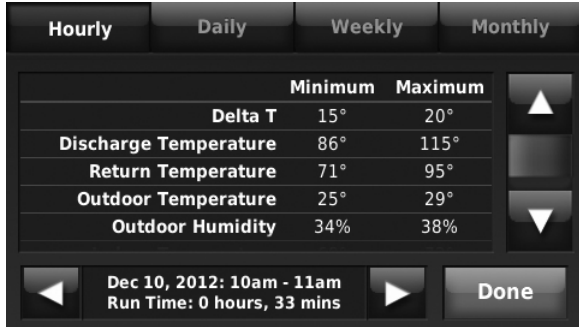 Hourly Daily Weekly Monthly
Minimum Maximum
Delta T 15° 20°
Discharge Temperature 86° 115°
Return Temperature 71° 95°
Outdoor Temperature 25° 29°
Outdoor Humidity 34% 38%
Dec 10, 2012: 10am - 11am
Run Time: 0 hours, 33 mins
Done